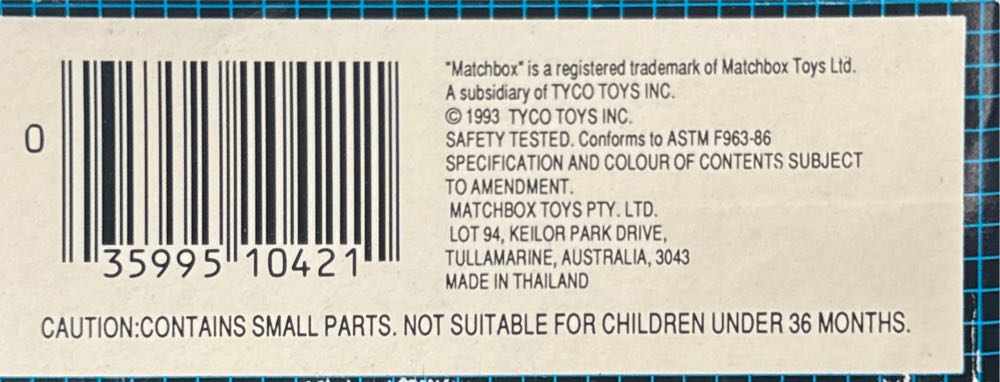 "Matchbox" is a registered trademark of Matchbox Toys Ltd.
A subsidiary of TYCO TOYS INC.
© 1993 TYCO TOYS INC.
SAFETY TESTED. Conforms to ASTM F963-86
SPECIFICATION AND COLOUR OF CONTENTS SUBJECT
TO AMENDMENT.
MATCHBOX TOYS PTY. LTD.
LOT 94, KEILOR PARK DRIVE,
TULLAMARINE, AUSTRALIA, 3043
MADE IN THAILAND
0 35995 10421
CAUTION:CONTAINS SMALL PARTS. NOT SUITABLE FOR CHILDREN UNDER 36 MONTHS.